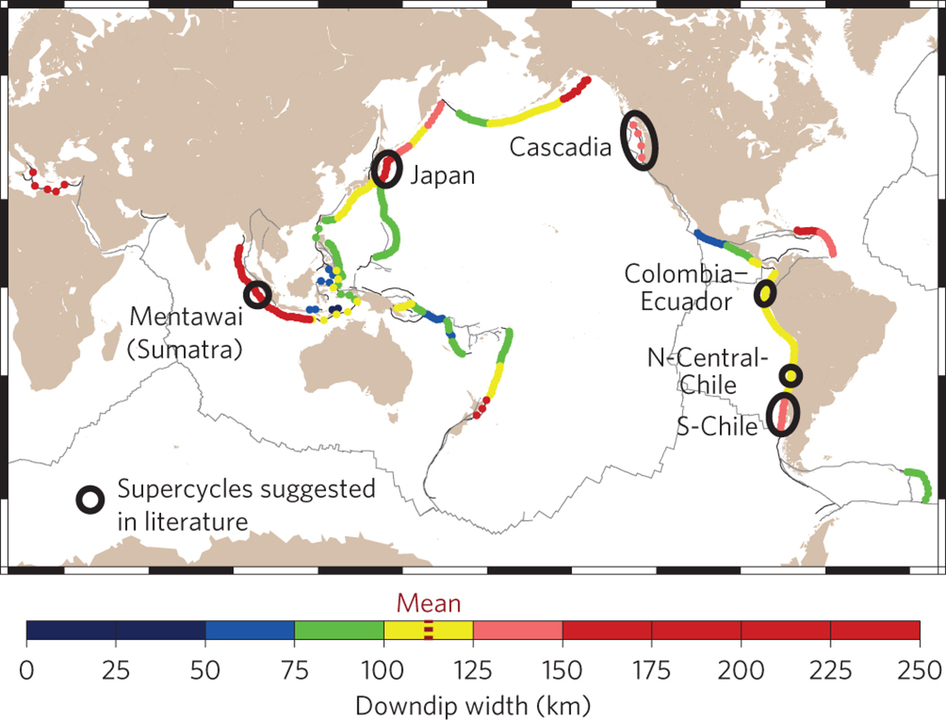 Cascadia
Japan
Colombia–
Ecuador
Mentawai
(Sumatra)
N-Central-
Chile
S-Chile
Supercycles suggested
in literature
Mean
0 25 50 75 100 125 150 175 200 225 250
Downdip width (km)